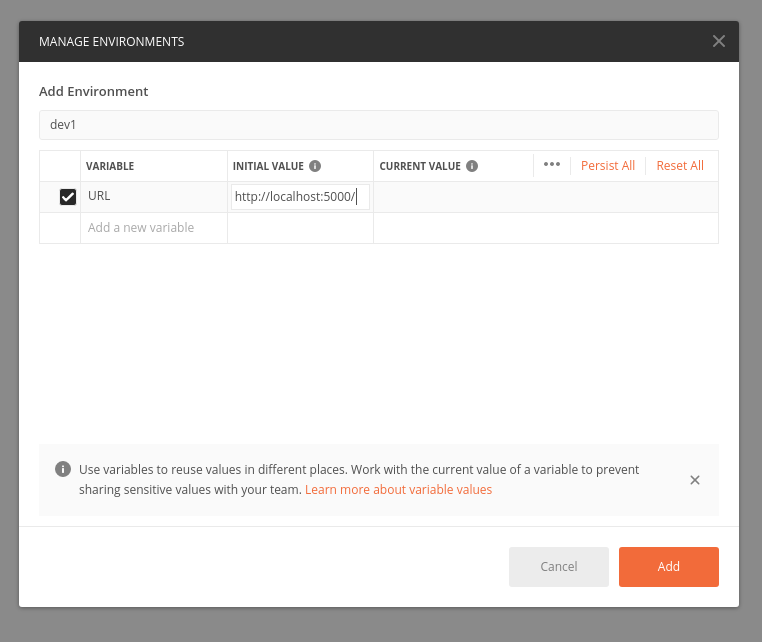 MANAGE ENVIRONMENTS
Add Environment
dev1
VARIABLE INITIAL VALUE CURRENT VALUE Persist All Reset All
URL http://localhost:5000/
Add a new variable
Use variables to reuse values in different places. Work with the current value of a variable to prevent
sharing sensitive values with your team. Learn more about variable values
Cancel Add